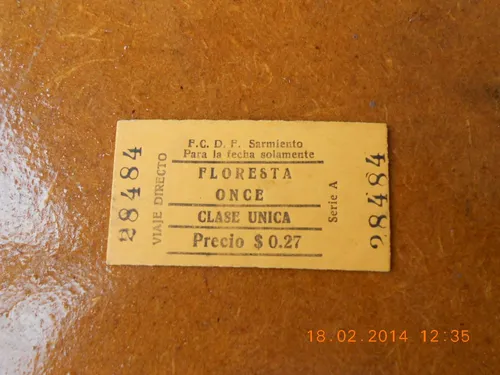 28484
VIAJE DIRECTO
F.C. D. F. Sarmiento
Para la fecha solamente
FLORESTA
ONCE
CLASE UNICA
Precio $ 0.27
Serie A
28484
18.02.2014 12:35